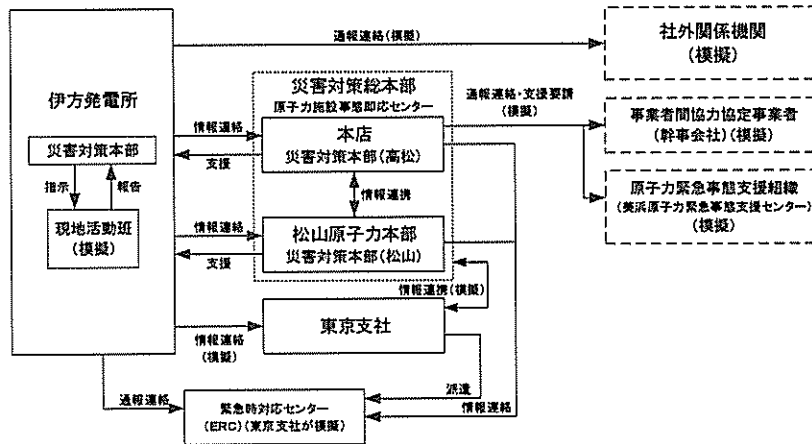 通報連絡(模擬)
社外関係機関
(模擬)
伊方発電所
災害対策本部
指示
報告
現地活動班
(模擬)
情報連絡
支援
情報連絡
支援
災害対策総本部
原子力施設事態即応センター
本店
災害対策本部(高松)
情報連携
松山原子力本部
災害対策本部(松山)
通報連絡・支援要請
(模擬)
事業者間協力協定事業者
(幹事会社)(模擬)
原子力緊急事態支援組織
(美浜原子力緊急事態支援センター)
(模擬)
情報連携(模擬)
東京支社
情報連絡
(模擬)
派遣
通報連絡
緊急時対応センター
(ERC)(東京支社が模擬)
情報連絡